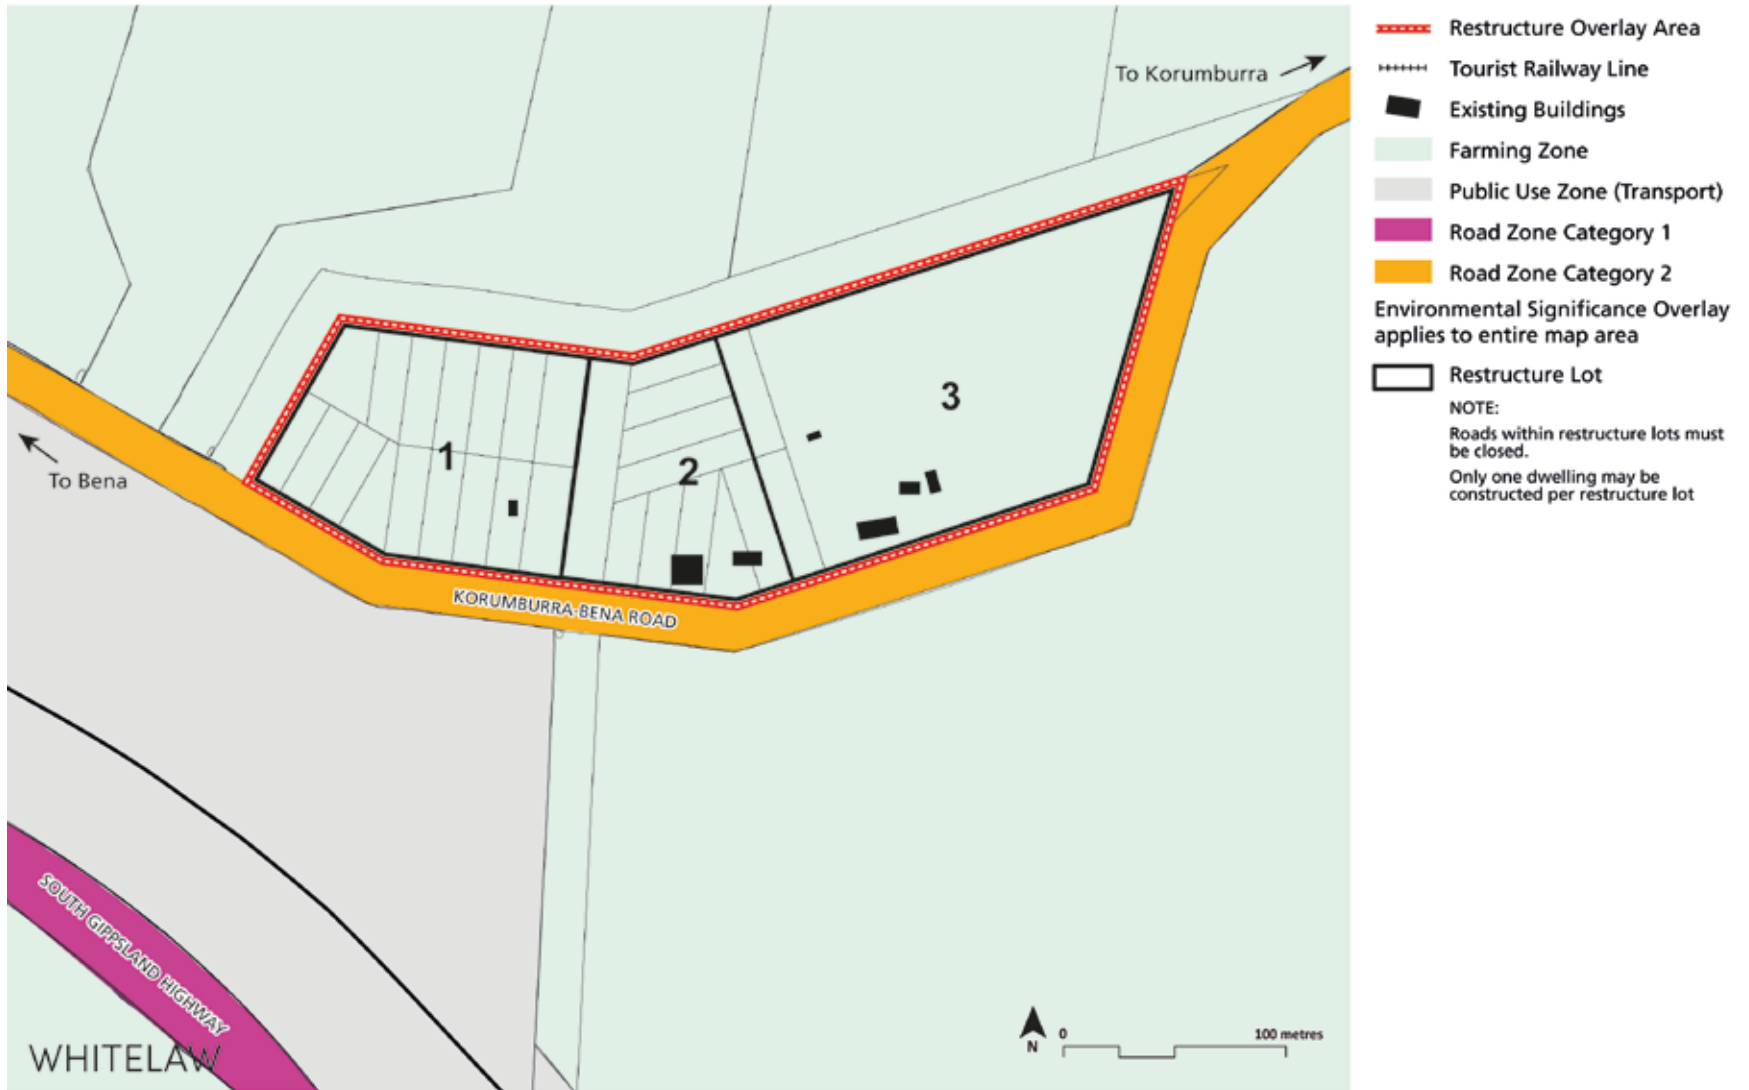 To Korumburra
To Bena
1
2
3
KORUMBURRA-BENA ROAD
SOUTH GIPPSLAND HIGHWAY
WHITELAW
N
0
100 metres
Restructure Overlay Area
Tourist Railway Line
Existing Buildings
Farming Zone
Public Use Zone (Transport)
Road Zone Category 1
Road Zone Category 2
Environmental Significance Overlay
applies to entire map area
Restructure Lot
NOTE:
Roads within restructure lots must
be closed.
Only one dwelling may be
constructed per restructure lot